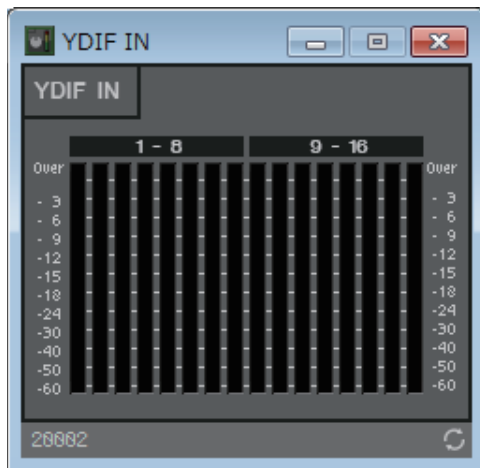 YDIF IN
YDIF IN
1 - 8 9 - 16
Over Over
- 3 - 3
- 6 - 6
- 9 - 9
-12 -12
-15 -15
-18 -18
-24 -24
-30 -30
-40 -40
-50 -50
-60 -60
20002